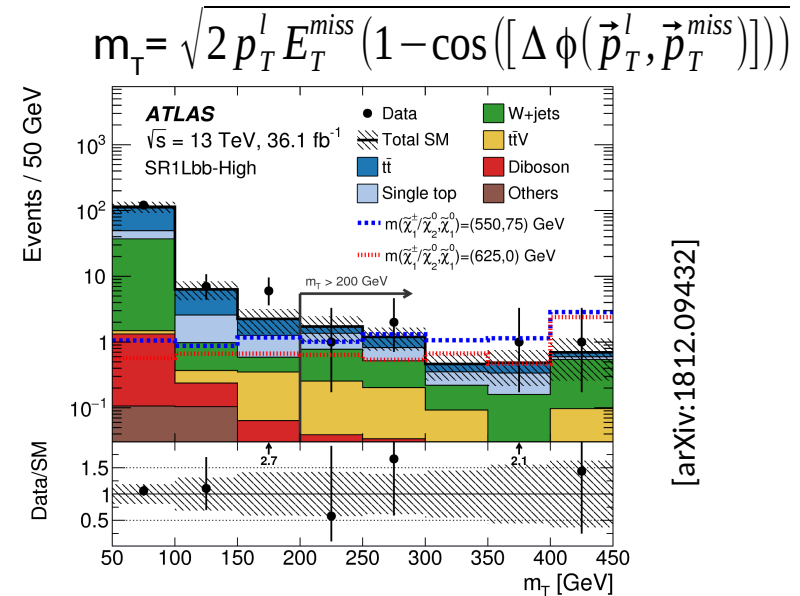 m_T = √(2 p_T^l E_T^miss (1−cos([Δϕ(p⃗_T^l, p⃗_T^miss)])))
ATLAS
√s = 13 TeV, 36.1 fb⁻¹
SR1Lbb-High
Data
Total SM
tt̄
Single top
W+jets
tt̄V
Diboson
Others
m(χ̃₁^±/χ̃₂⁰,χ̃₁⁰)=(550,75) GeV
m(χ̃₁^±/χ̃₂⁰,χ̃₁⁰)=(625,0) GeV
m_T > 200 GeV
Events / 50 GeV
10³
10²
10
1
10⁻¹
2.7
2.1
Data/SM
1.5
1
0.5
50 100 150 200 250 300 350 400 450
m_T [GeV]
[arXiv:1812.09432]